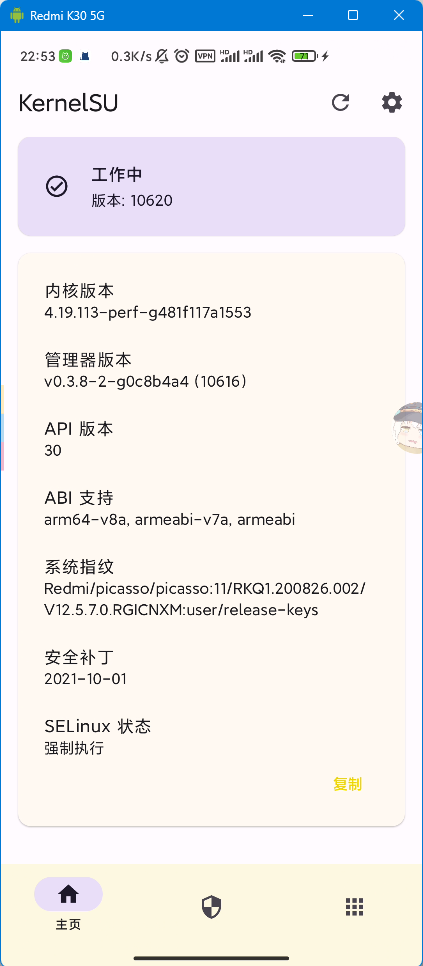 Redmi K30 5G
22:53 0.3K/s VPN HD HD 71
KernelSU
工作中
版本: 10620
内核版本
4.19.113-perf-g481f117a1553
管理器版本
v0.3.8-2-g0c8b4a4 (10616)
API 版本
30
ABI 支持
arm64-v8a, armeabi-v7a, armeabi
系统指纹
Redmi/picasso/picasso:11/RKQ1.200826.002/
V12.5.7.0.RGICNXM:user/release-keys
安全补丁
2021-10-01
SELinux 状态
强制执行
复制
主页